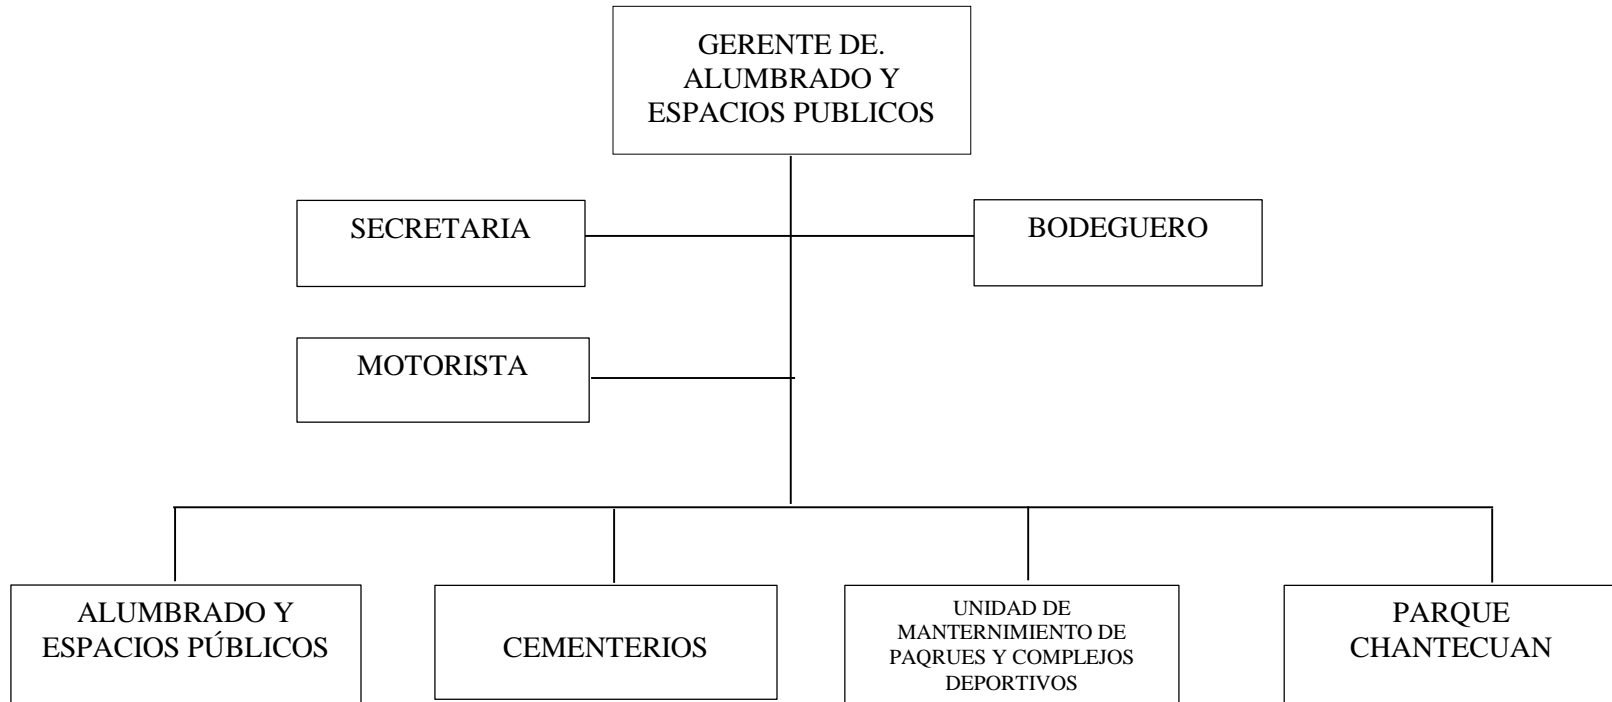 GERENTE DE.
ALUMBRADO Y
ESPACIOS PUBLICOS
SECRETARIA
BODEGUERO
MOTORISTA
ALUMBRADO Y
ESPACIOS PÚBLICOS
CEMENTERIOS
UNIDAD DE
MANTERNIMIENTO DE
PAQRUES Y COMPLEJOS
DEPORTIVOS
PARQUE
CHANTECUAN